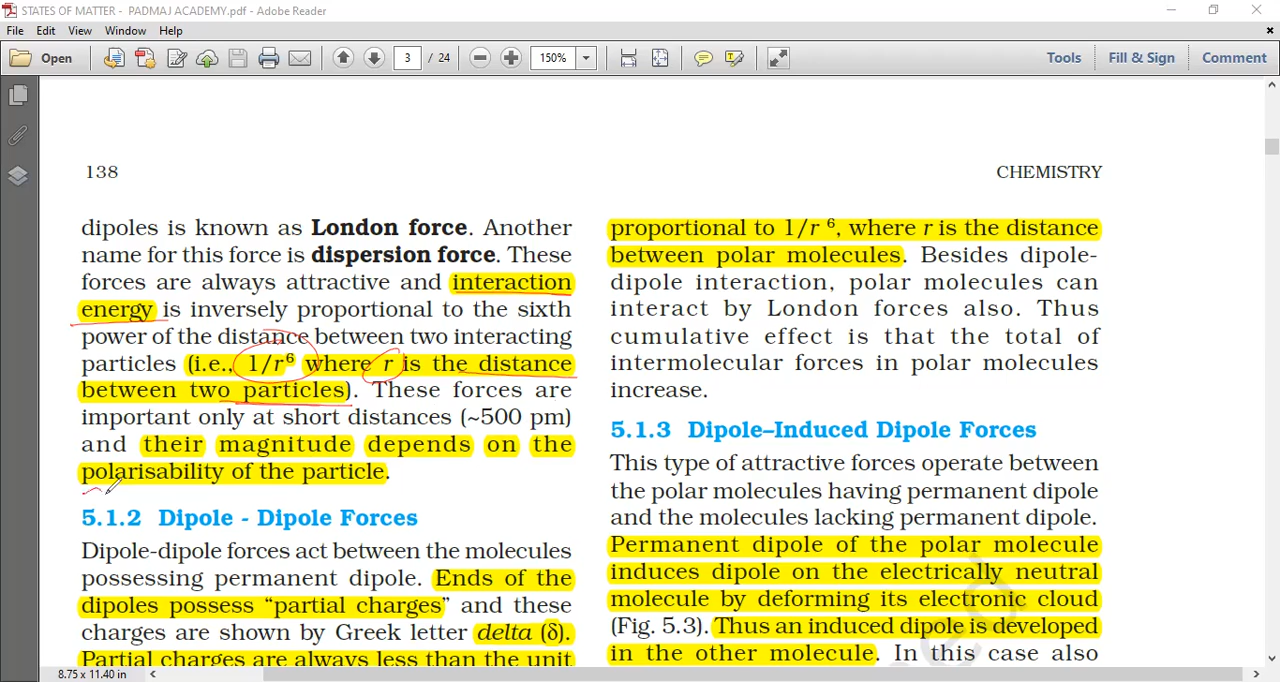 STATES OF MATTER - PADMAJ ACADEMY.pdf - Adobe Reader
File Edit View Window Help
Open 3 / 24 150% Tools Fill & Sign Comment
138
CHEMISTRY
dipoles is known as London force. Another
name for this force is dispersion force. These
forces are always attractive and interaction
energy is inversely proportional to the sixth
power of the distance between two interacting
particles (i.e., 1/r⁶ where r is the distance
between two particles). These forces are
important only at short distances (~500 pm)
and their magnitude depends on the
polarisability of the particle.
5.1.2 Dipole - Dipole Forces
Dipole-dipole forces act between the molecules
possessing permanent dipole. Ends of the
dipoles possess “partial charges” and these
charges are shown by Greek letter delta (δ).
Partial charges are always less than the unit
proportional to 1/r ⁶, where r is the distance
between polar molecules. Besides dipole-
dipole interaction, polar molecules can
interact by London forces also. Thus
cumulative effect is that the total of
intermolecular forces in polar molecules
increase.
5.1.3 Dipole–Induced Dipole Forces
This type of attractive forces operate between
the polar molecules having permanent dipole
and the molecules lacking permanent dipole.
Permanent dipole of the polar molecule
induces dipole on the electrically neutral
molecule by deforming its electronic cloud
(Fig. 5.3). Thus an induced dipole is developed
in the other molecule. In this case also
8.75 x 11.40 in